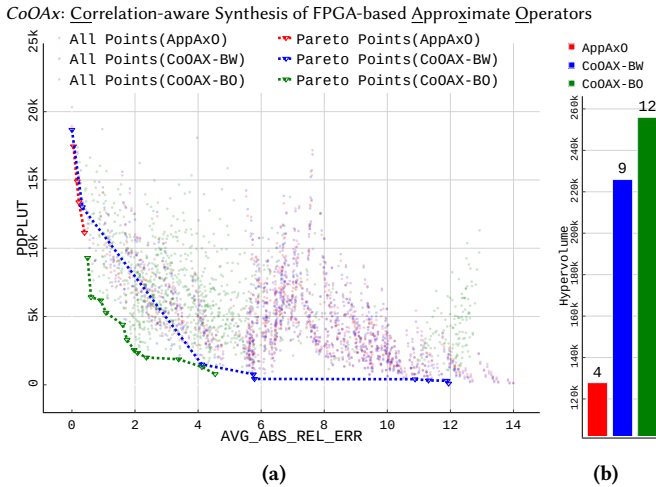 CoOAx: Correlation-aware Synthesis of FPGA-based Approximate Operators
All Points(AppAxO) Pareto Points(AppAxO)
All Points(CoOAX-BW) Pareto Points(CoOAX-BW)
All Points(CoOAX-BO) Pareto Points(CoOAX-BO)
25k
20k
15k
10k
5k
0
PDPLUT
0 2 4 6 8 10 12 14
AVG_ABS_REL_ERR
(a)
AppAxO
CoOAX-BW
CoOAX-BO
260k
240k
220k
200k
180k
160k
140k
120k
Hypervolume
4
9
12
(b)